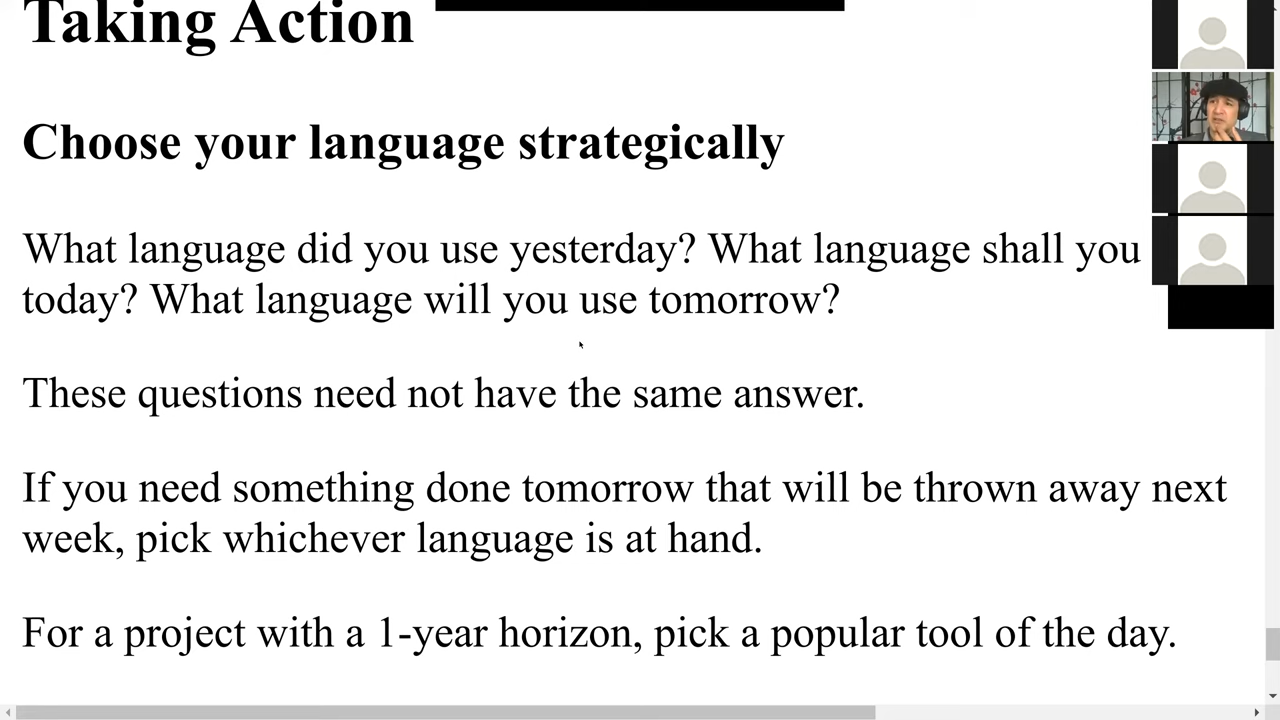 Taking Action
Choose your language strategically
What language did you use yesterday? What language shall you
today? What language will you use tomorrow?
These questions need not have the same answer.
If you need something done tomorrow that will be thrown away next
week, pick whichever language is at hand.
For a project with a 1-year horizon, pick a popular tool of the day.